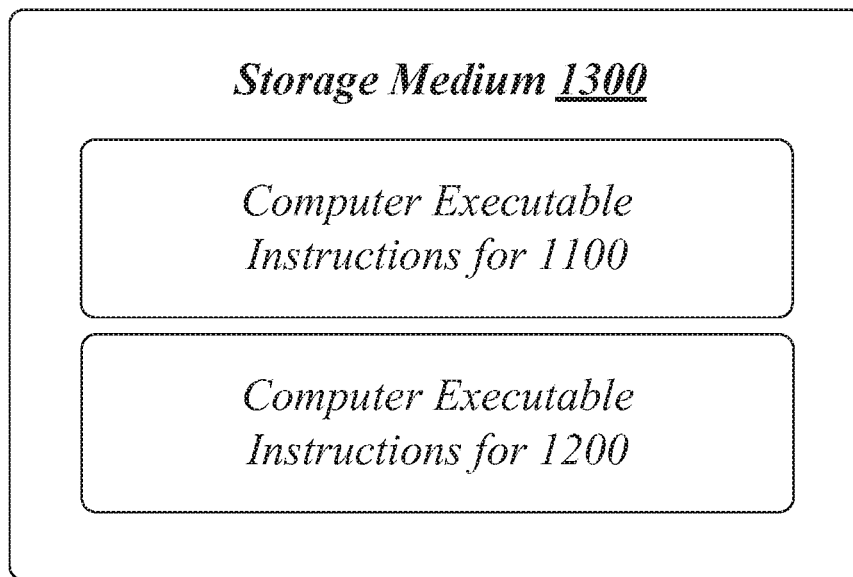 Storage Medium 1300
Computer Executable
Instructions for 1100
Computer Executable
Instructions for 1200